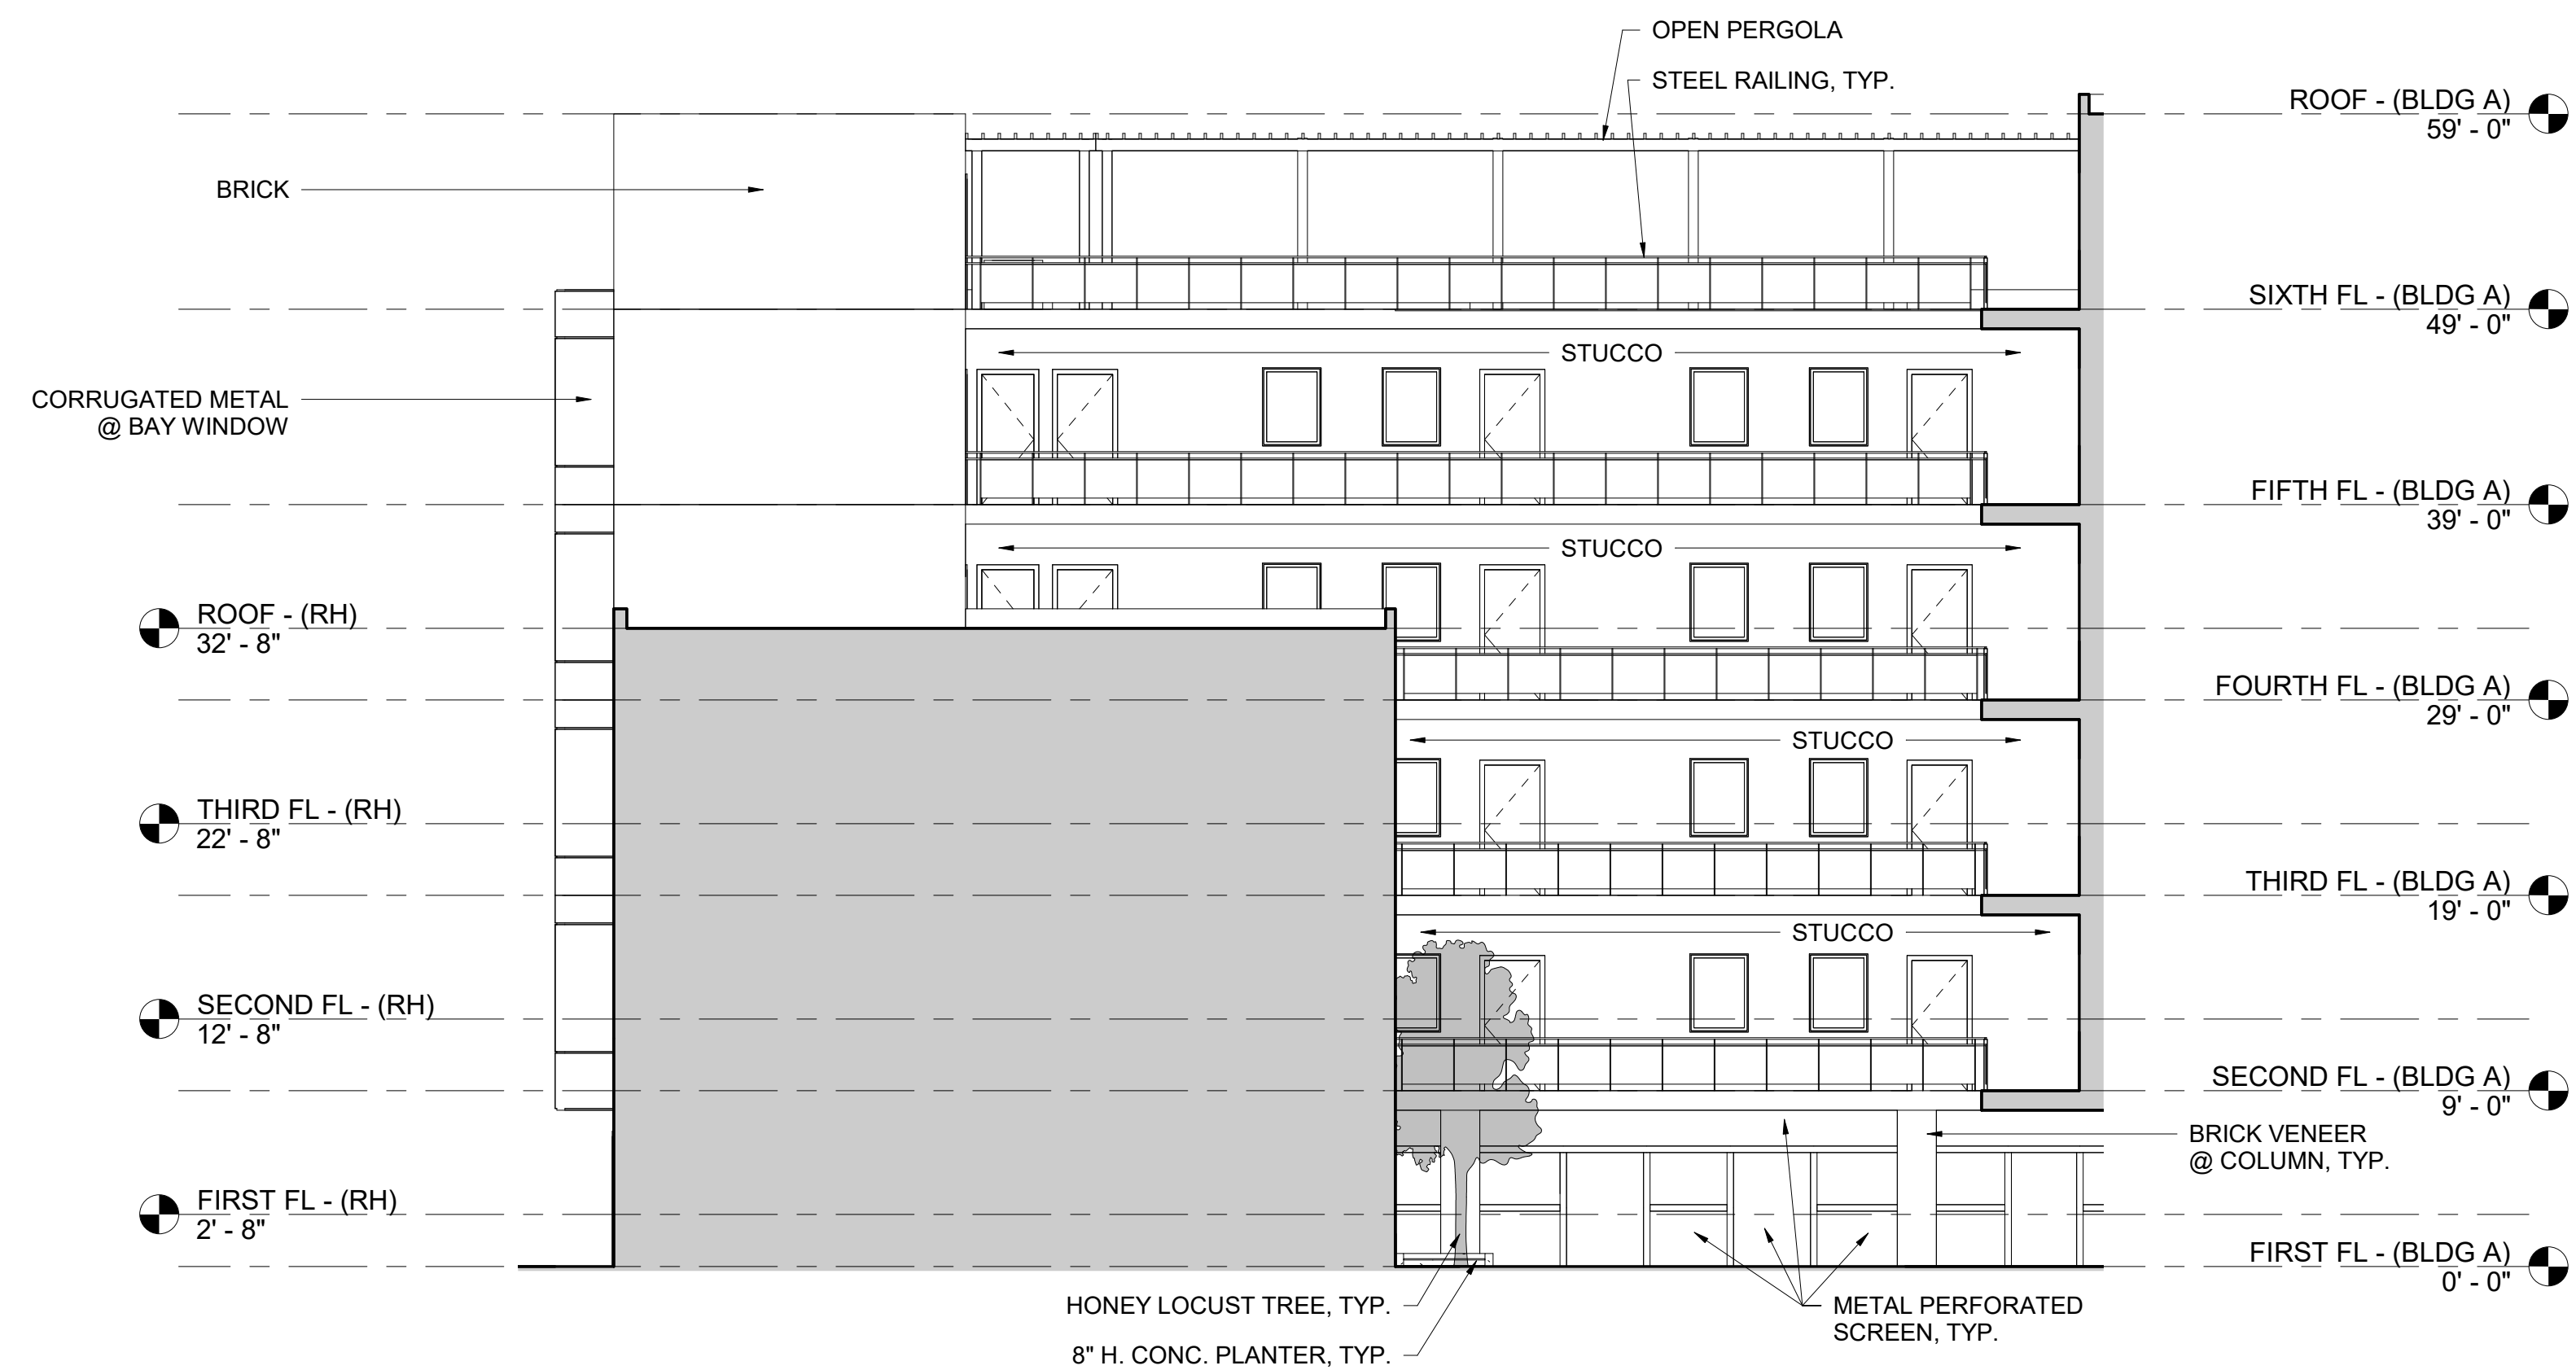 OPEN PERGOLA
STEEL RAILING, TYP.
ROOF - (BLDG A)
59' - 0"
BRICK
SIXTH FL - (BLDG A)
49' - 0"
STUCCO
CORRUGATED METAL
@ BAY WINDOW
FIFTH FL - (BLDG A)
39' - 0"
STUCCO
ROOF - (RH)
32' - 8"
FOURTH FL - (BLDG A)
29' - 0"
STUCCO
THIRD FL - (RH)
22' - 8"
THIRD FL - (BLDG A)
19' - 0"
STUCCO
SECOND FL - (RH)
12' - 8"
SECOND FL - (BLDG A)
9' - 0"
BRICK VENEER
@ COLUMN, TYP.
FIRST FL - (RH)
2' - 8"
FIRST FL - (BLDG A)
0' - 0"
HONEY LOCUST TREE, TYP.
METAL PERFORATED
SCREEN, TYP.
8" H. CONC. PLANTER, TYP.